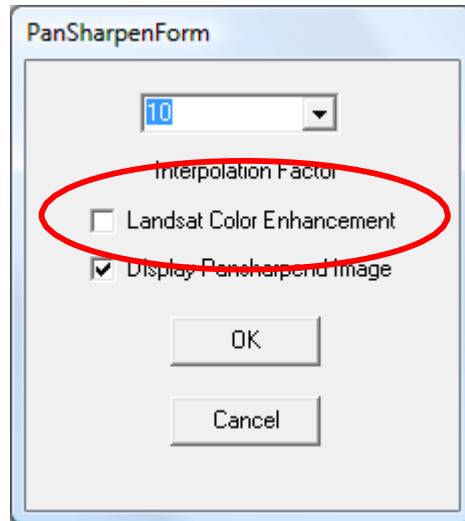 PanSharpenForm
10
Interpolation Factor
Landsat Color Enhancement
Display Pansharpend Image
OK
Cancel